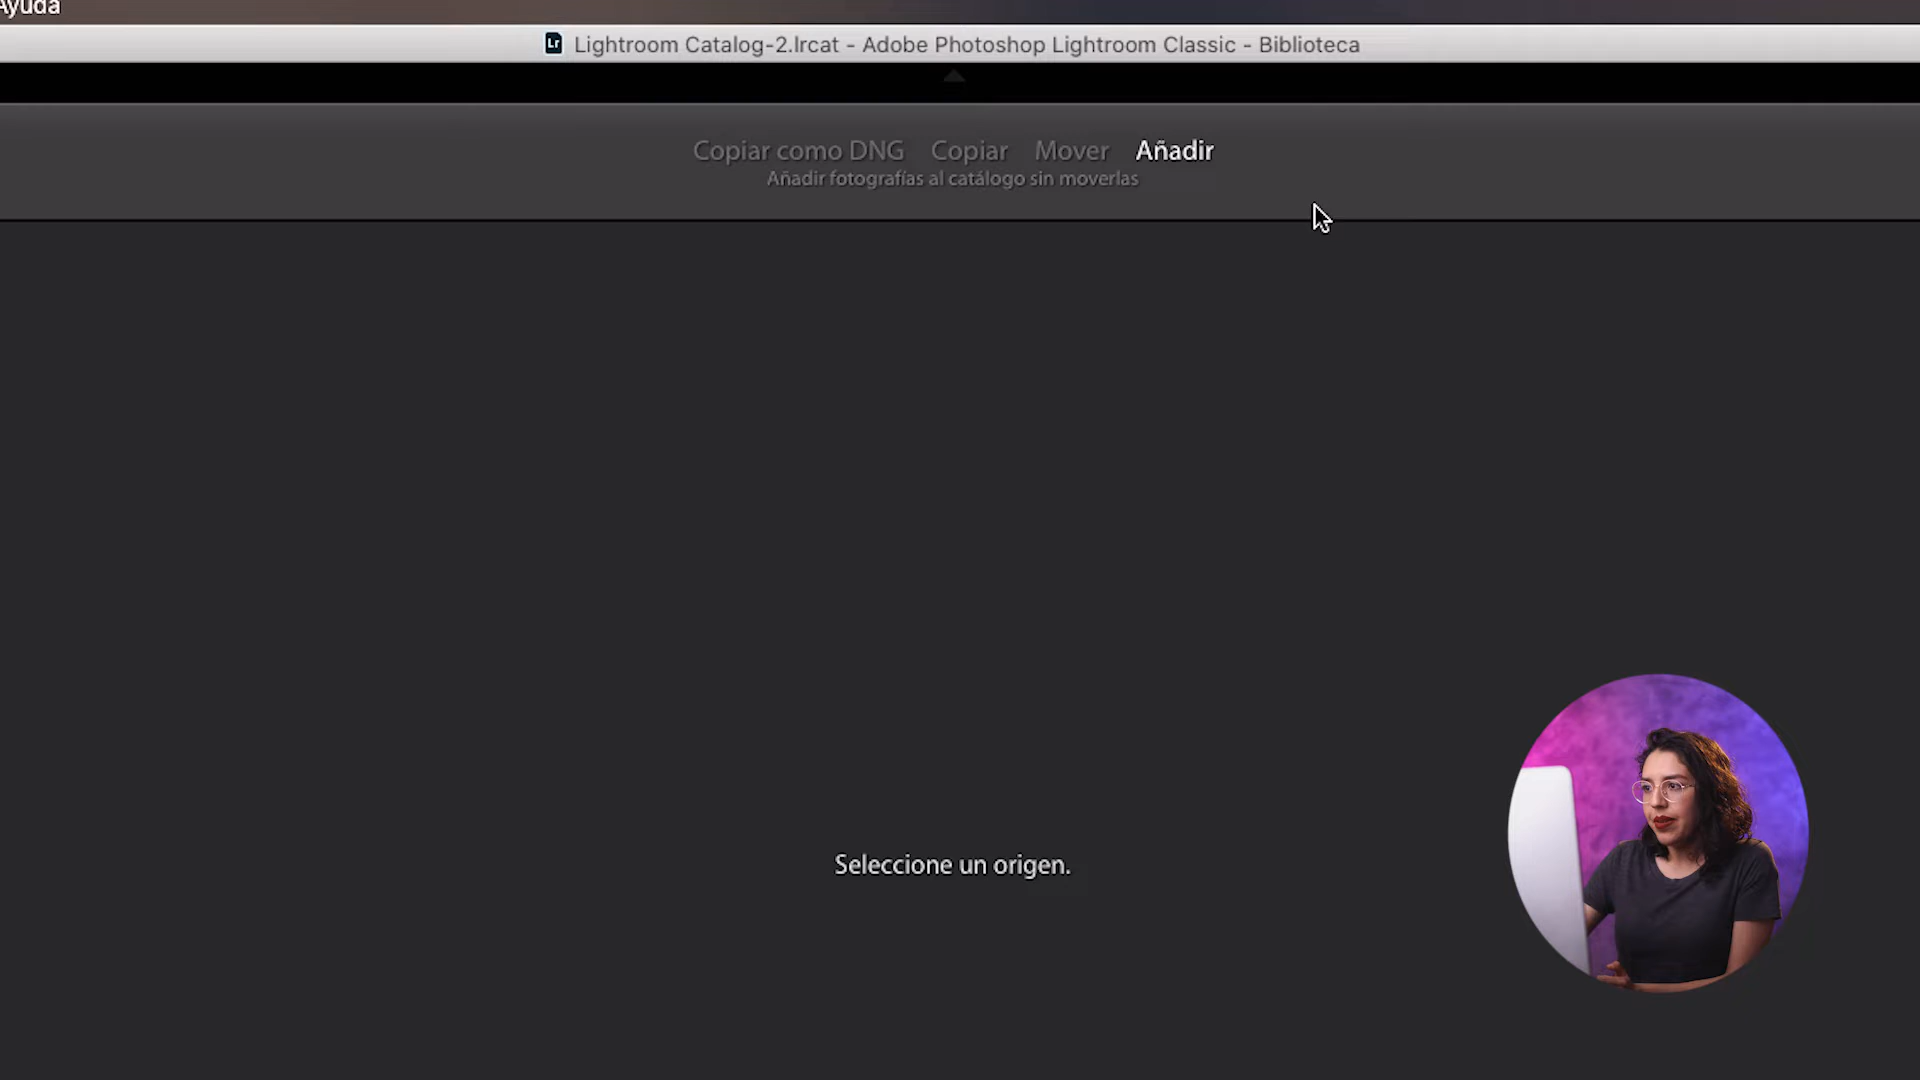 Ayuda
Lr Lightroom Catalog-2.lrcat - Adobe Photoshop Lightroom Classic - Biblioteca
Copiar como DNG Copiar Mover Añadir
Añadir fotografías al catálogo sin moverlas
Seleccione un origen.